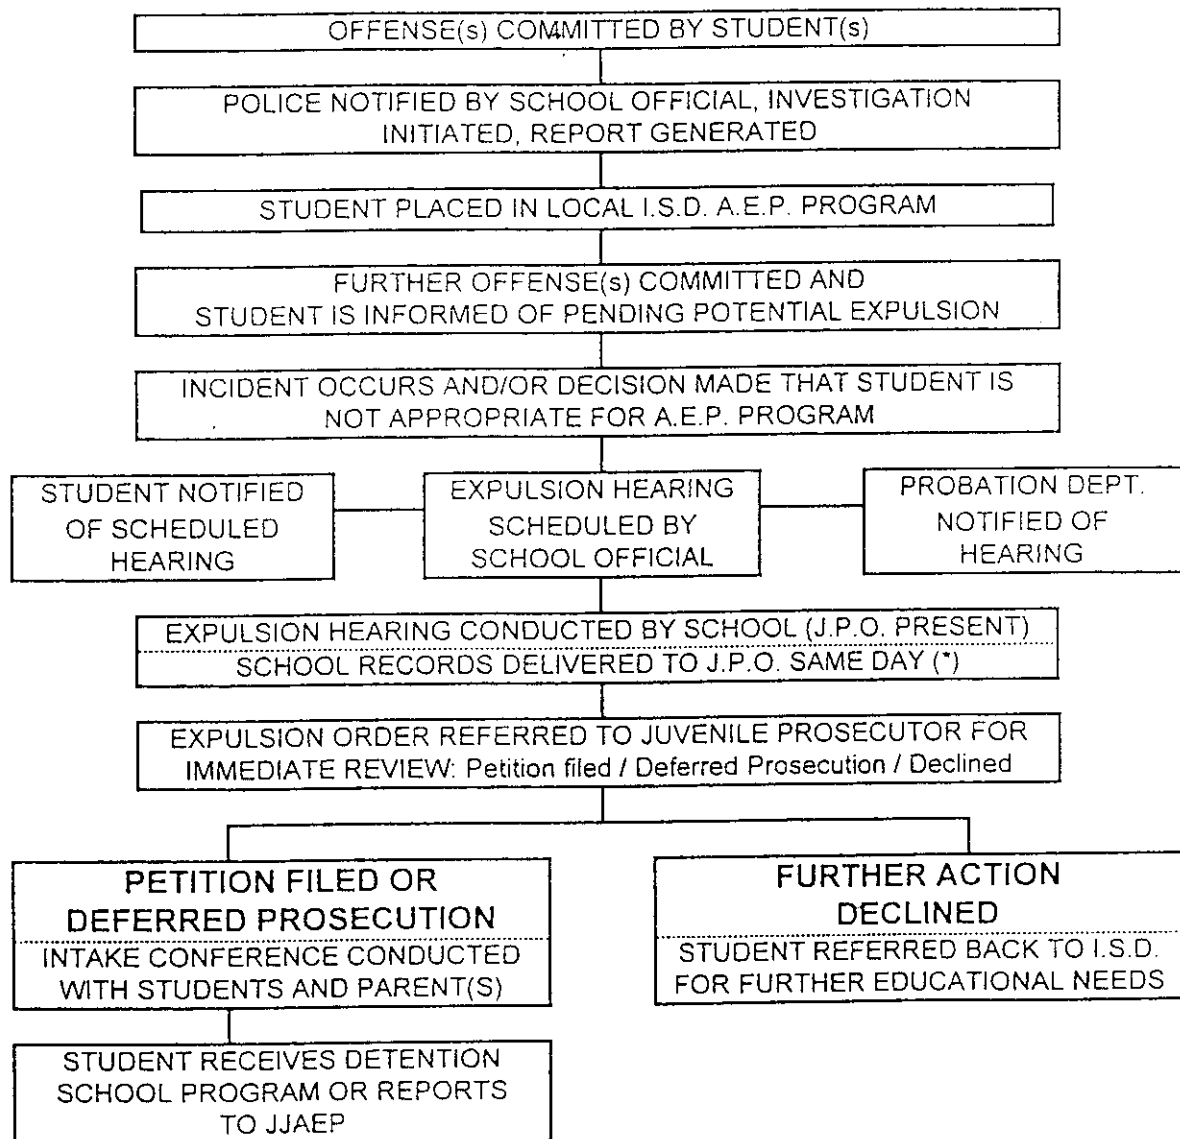 OFFENSE(s) COMMITTED BY STUDENT(s)
POLICE NOTIFIED BY SCHOOL OFFICIAL, INVESTIGATION
INITIATED, REPORT GENERATED
STUDENT PLACED IN LOCAL I.S.D. A.E.P. PROGRAM
FURTHER OFFENSE(s) COMMITTED AND
STUDENT IS INFORMED OF PENDING POTENTIAL EXPULSION
INCIDENT OCCURS AND/OR DECISION MADE THAT STUDENT IS
NOT APPROPRIATE FOR A.E.P. PROGRAM
STUDENT NOTIFIED
OF SCHEDULED
HEARING
EXPULSION HEARING
SCHEDULED BY
SCHOOL OFFICIAL
PROBATION DEPT.
NOTIFIED OF
HEARING
EXPULSION HEARING CONDUCTED BY SCHOOL (J.P.O. PRESENT)
SCHOOL RECORDS DELIVERED TO J.P.O. SAME DAY (*)
EXPULSION ORDER REFERRED TO JUVENILE PROSECUTOR FOR
IMMEDIATE REVIEW: Petition filed / Deferred Prosecution / Declined
PETITION FILED OR
DEFERRED PROSECUTION
INTAKE CONFERENCE CONDUCTED
WITH STUDENTS AND PARENT(S)
FURTHER ACTION
DECLINED
STUDENT REFERRED BACK TO I.S.D.
FOR FURTHER EDUCATIONAL NEEDS
STUDENT RECEIVES DETENTION
SCHOOL PROGRAM OR REPORTS
TO JJAEP